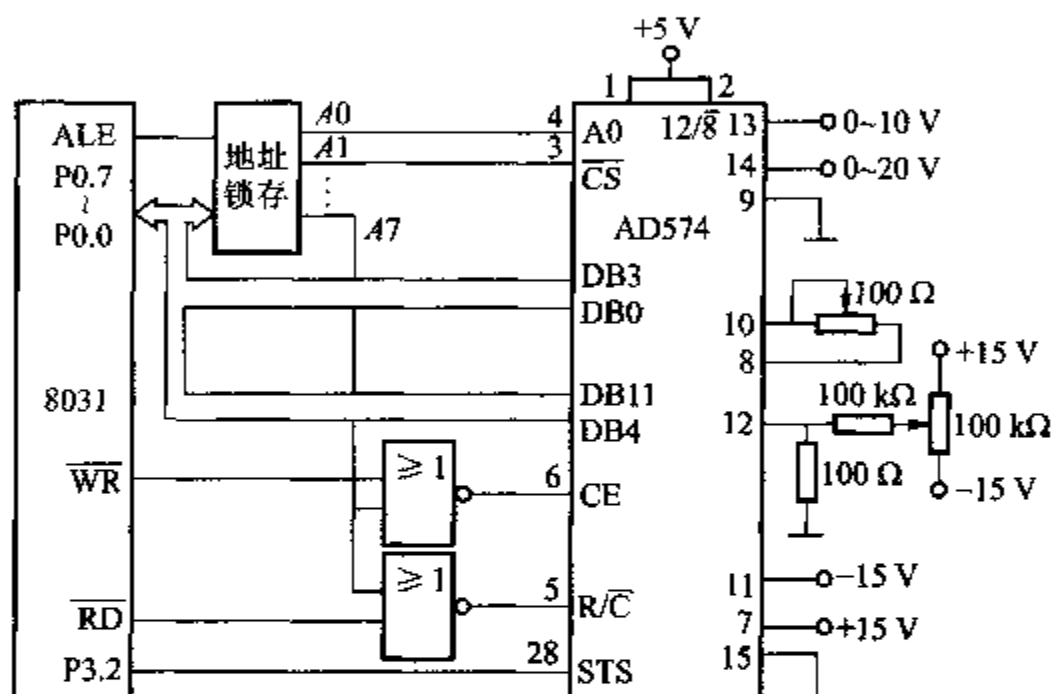 +5 V
1 2
ALE
P0.7
~
P0.0
8031
W̅R̅
R̅D̅
P3.2
地址
锁存
A0
A1
⋮
A7
4
3
6
5
28
A0
C̅S̅
12/8̅
AD574
DB3
DB0
DB11
DB4
CE
R/C̅
STS
≥1
≥1
13
14
9
10
8
12
11
7
15
0~10 V
0~20 V
100 Ω
+15 V
100 kΩ
100 kΩ
100 Ω
−15 V
−15 V
+15 V